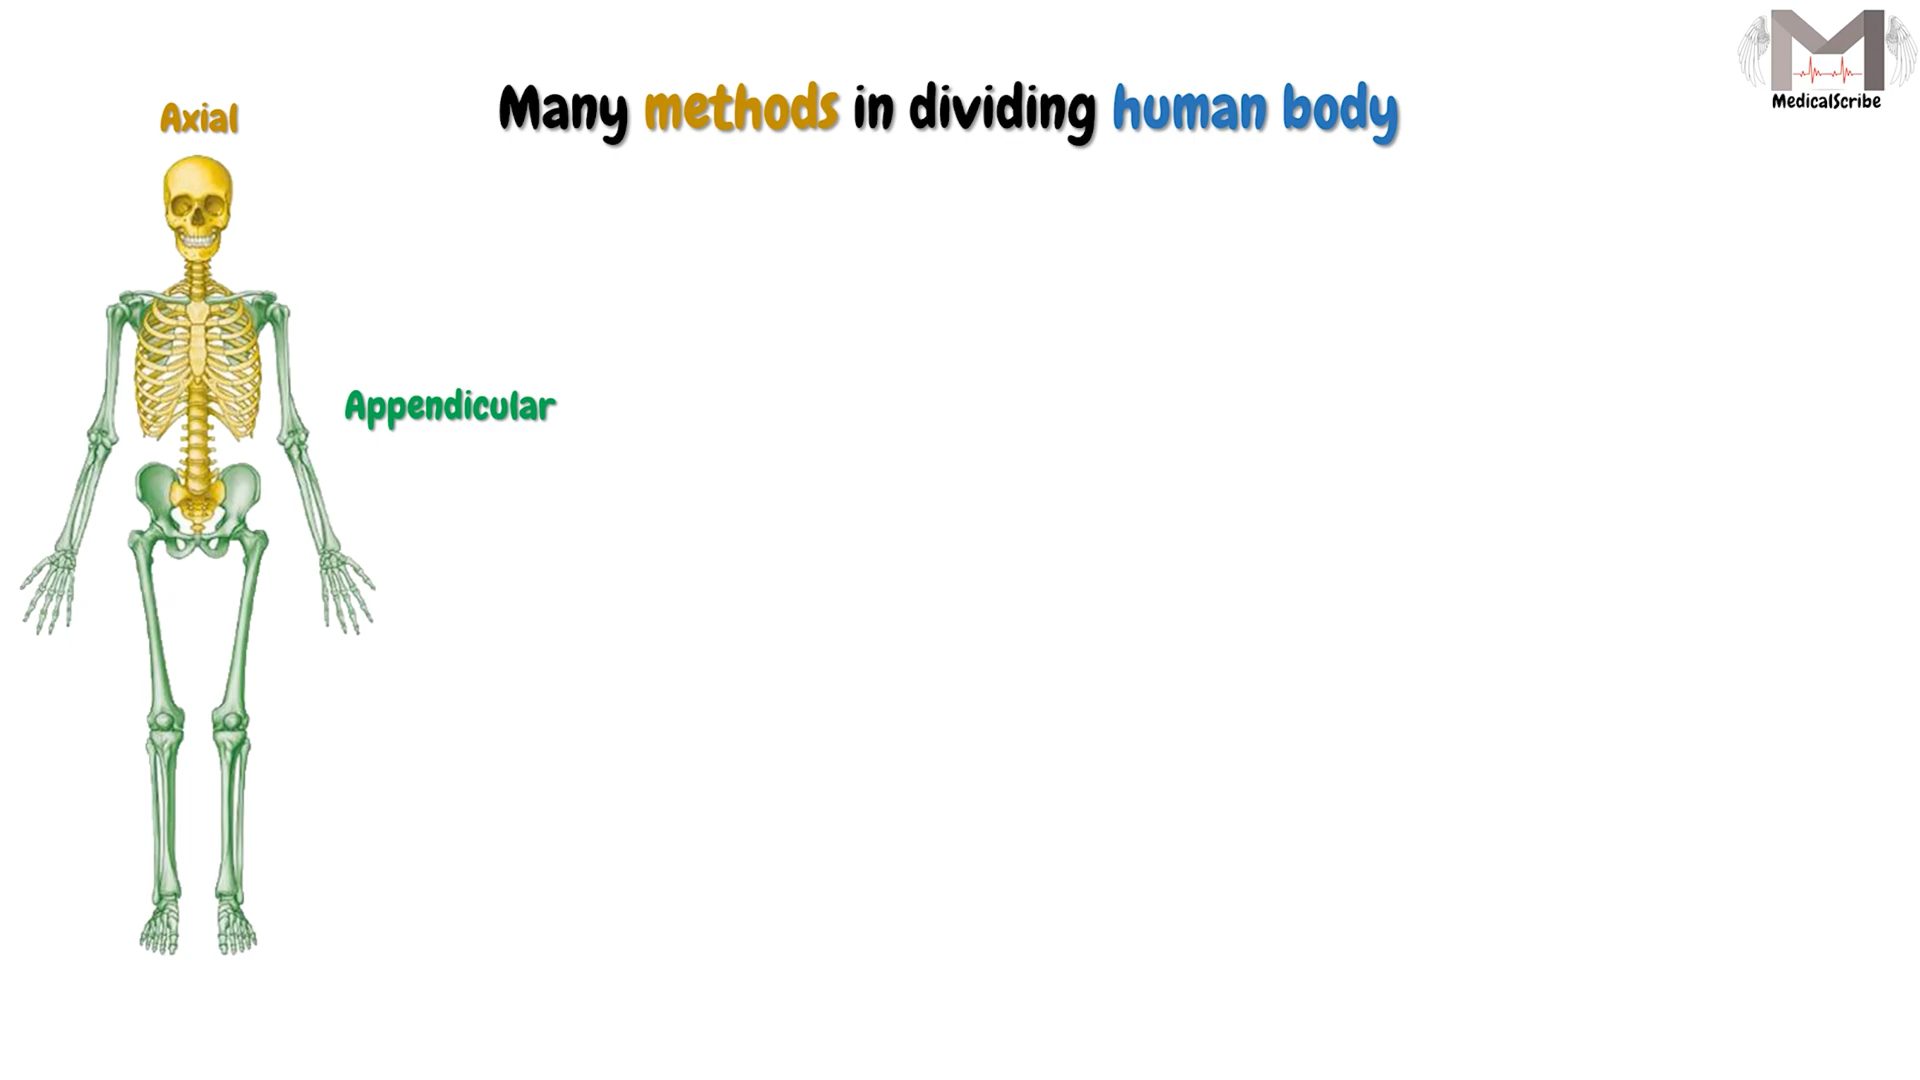 MedicalScribe
Many methods in dividing human body
Axial
Appendicular